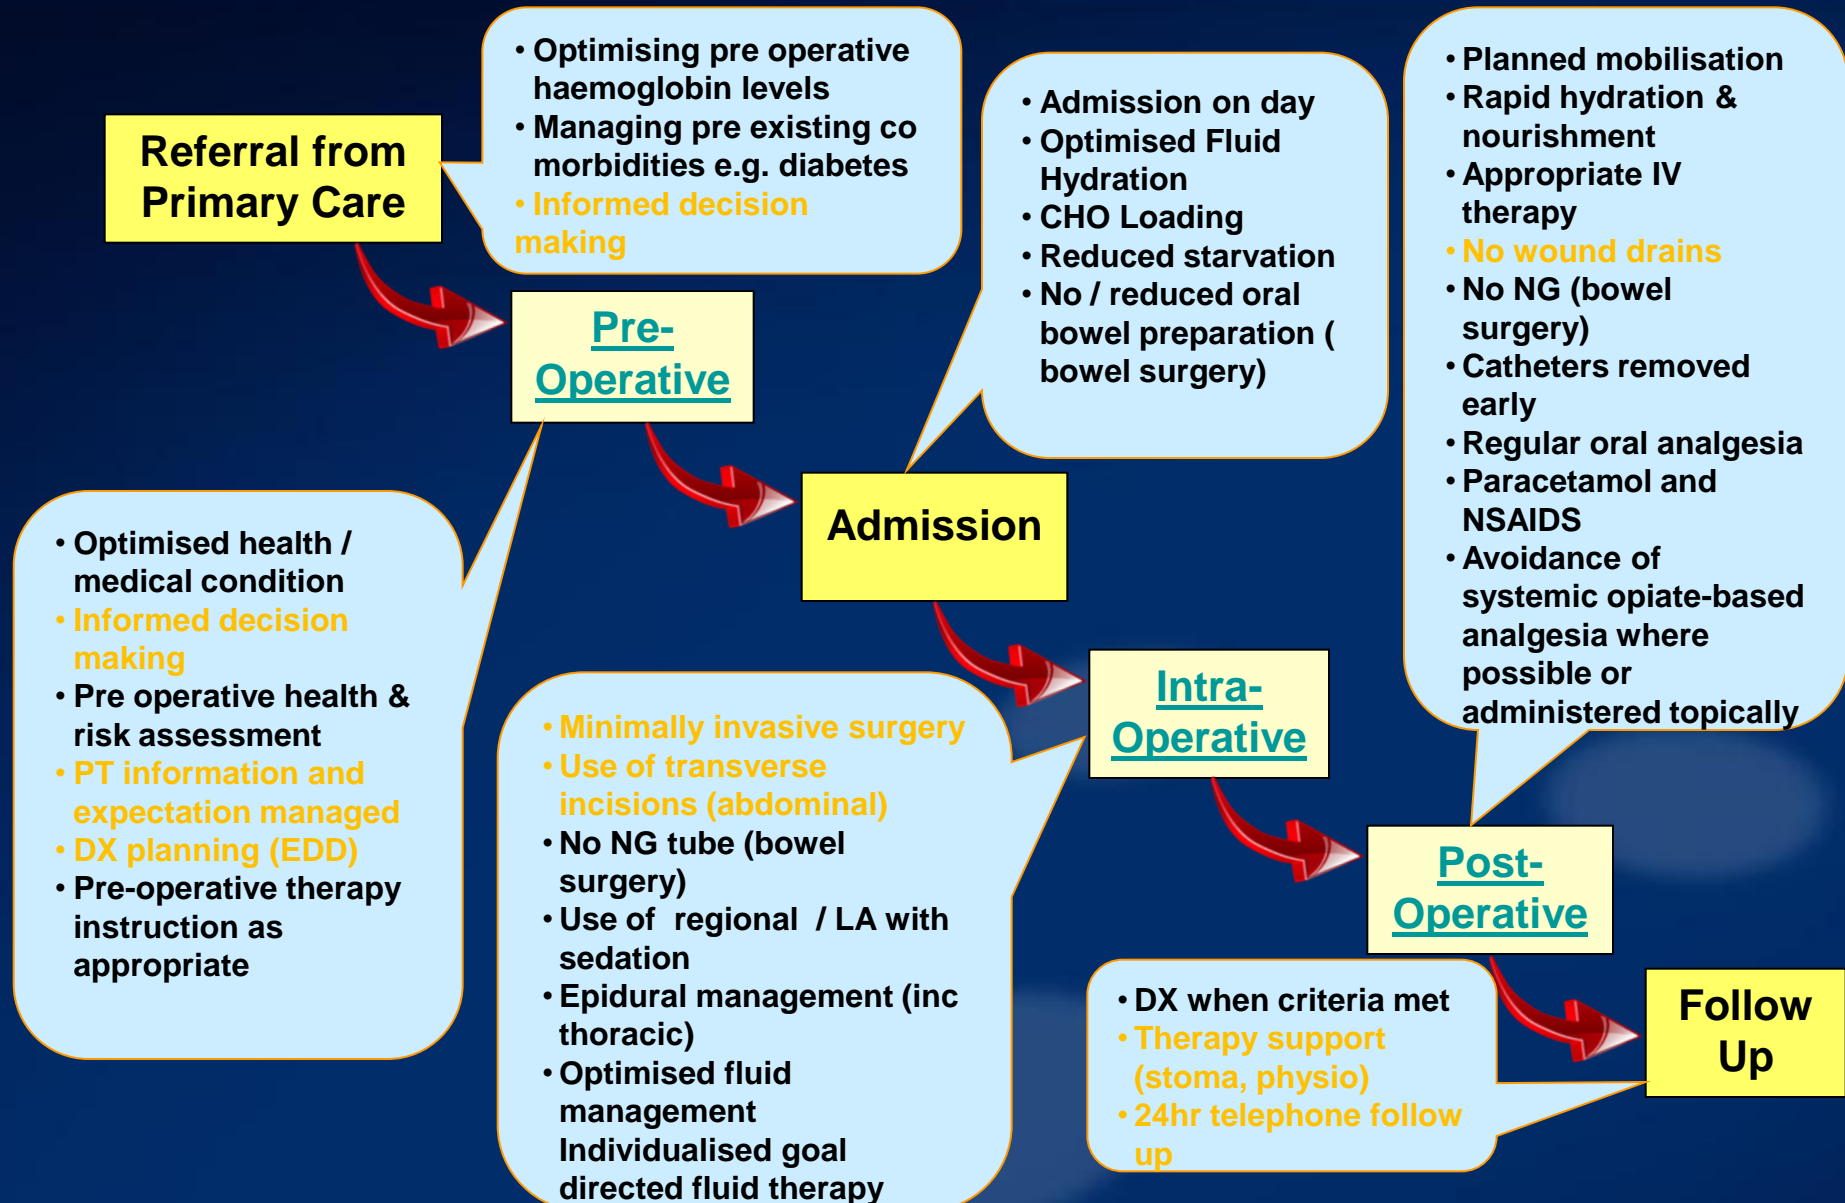 Referral from
Primary Care
• Optimising pre operative
haemoglobin levels
• Managing pre existing co
morbidities e.g. diabetes
• Informed decision
making
Pre-
Operative
• Optimised health /
medical condition
• Informed decision
making
• Pre operative health &
risk assessment
• PT information and
expectation managed
• DX planning (EDD)
• Pre-operative therapy
instruction as
appropriate
Admission
• Admission on day
• Optimised Fluid
Hydration
• CHO Loading
• Reduced starvation
• No / reduced oral
bowel preparation (
bowel surgery)
Intra-
Operative
• Minimally invasive surgery
• Use of transverse
incisions (abdominal)
• No NG tube (bowel
surgery)
• Use of regional / LA with
sedation
• Epidural management (inc
thoracic)
• Optimised fluid
management
Individualised goal
directed fluid therapy
Post-
Operative
• Planned mobilisation
• Rapid hydration &
nourishment
• Appropriate IV
therapy
• No wound drains
• No NG (bowel
surgery)
• Catheters removed
early
• Regular oral analgesia
• Paracetamol and
NSAIDS
• Avoidance of
systemic opiate-based
analgesia where
possible or
administered topically
Follow
Up
• DX when criteria met
• Therapy support
(stoma, physio)
• 24hr telephone follow
up